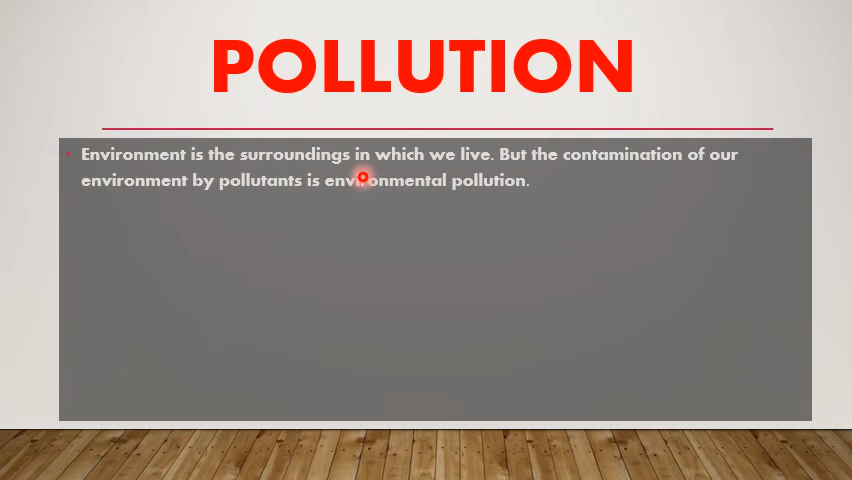 POLLUTION
• Environment is the surroundings in which we live. But the contamination of our
environment by pollutants is environmental pollution.